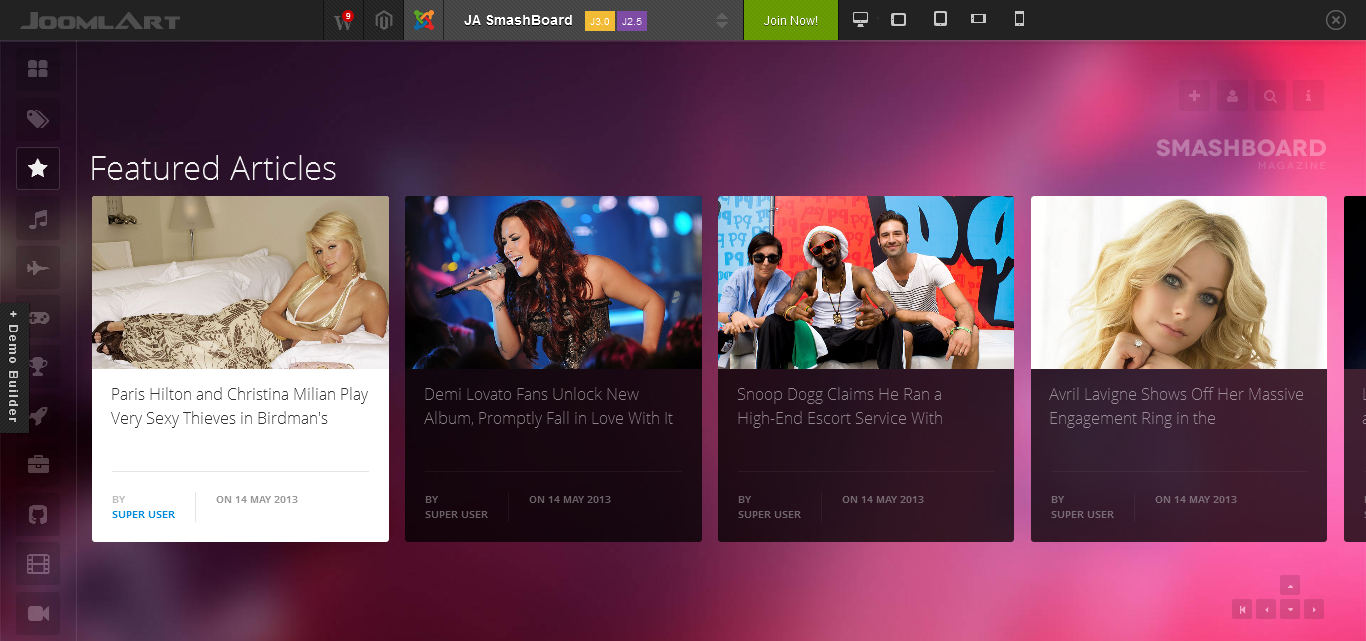 JOOMLART
9
JA SmashBoard
J3.0
J2.5
Join Now!
SMASHBOARD
MAGAZINE
Featured Articles
+ Demo Builder
Paris Hilton and Christina Milian Play
Very Sexy Thieves in Birdman's
BY
SUPER USER
ON 14 MAY 2013
Demi Lovato Fans Unlock New
Album, Promptly Fall in Love With It
BY
SUPER USER
ON 14 MAY 2013
Snoop Dogg Claims He Ran a
High-End Escort Service With
BY
SUPER USER
ON 14 MAY 2013
Avril Lavigne Shows Off Her Massive
Engagement Ring in the
BY
SUPER USER
ON 14 MAY 2013